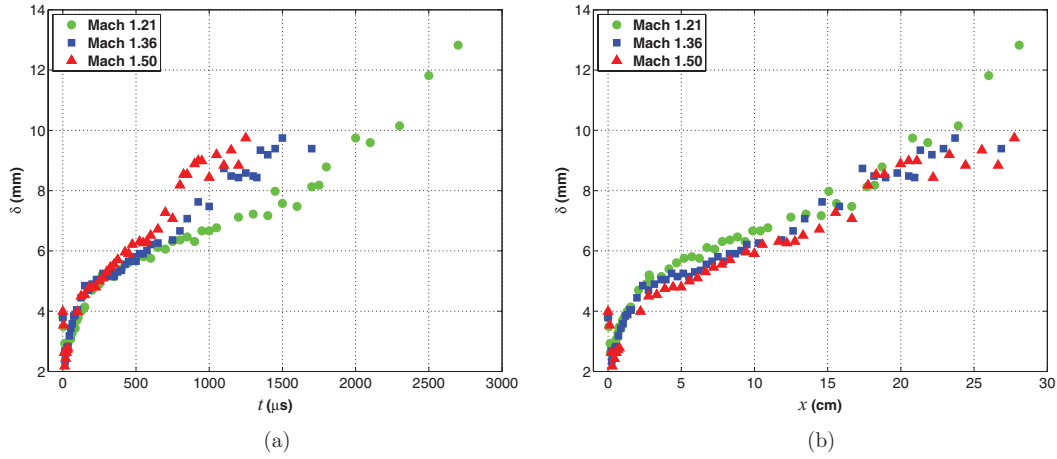 Mach 1.21
Mach 1.36
Mach 1.50
14
12
10
8
6
4
2
δ (mm)
0 500 1000 1500 2000 2500 3000
t (μs)
(a)
Mach 1.21
Mach 1.36
Mach 1.50
14
12
10
8
6
4
2
δ (mm)
0 5 10 15 20 25 30
x (cm)
(b)